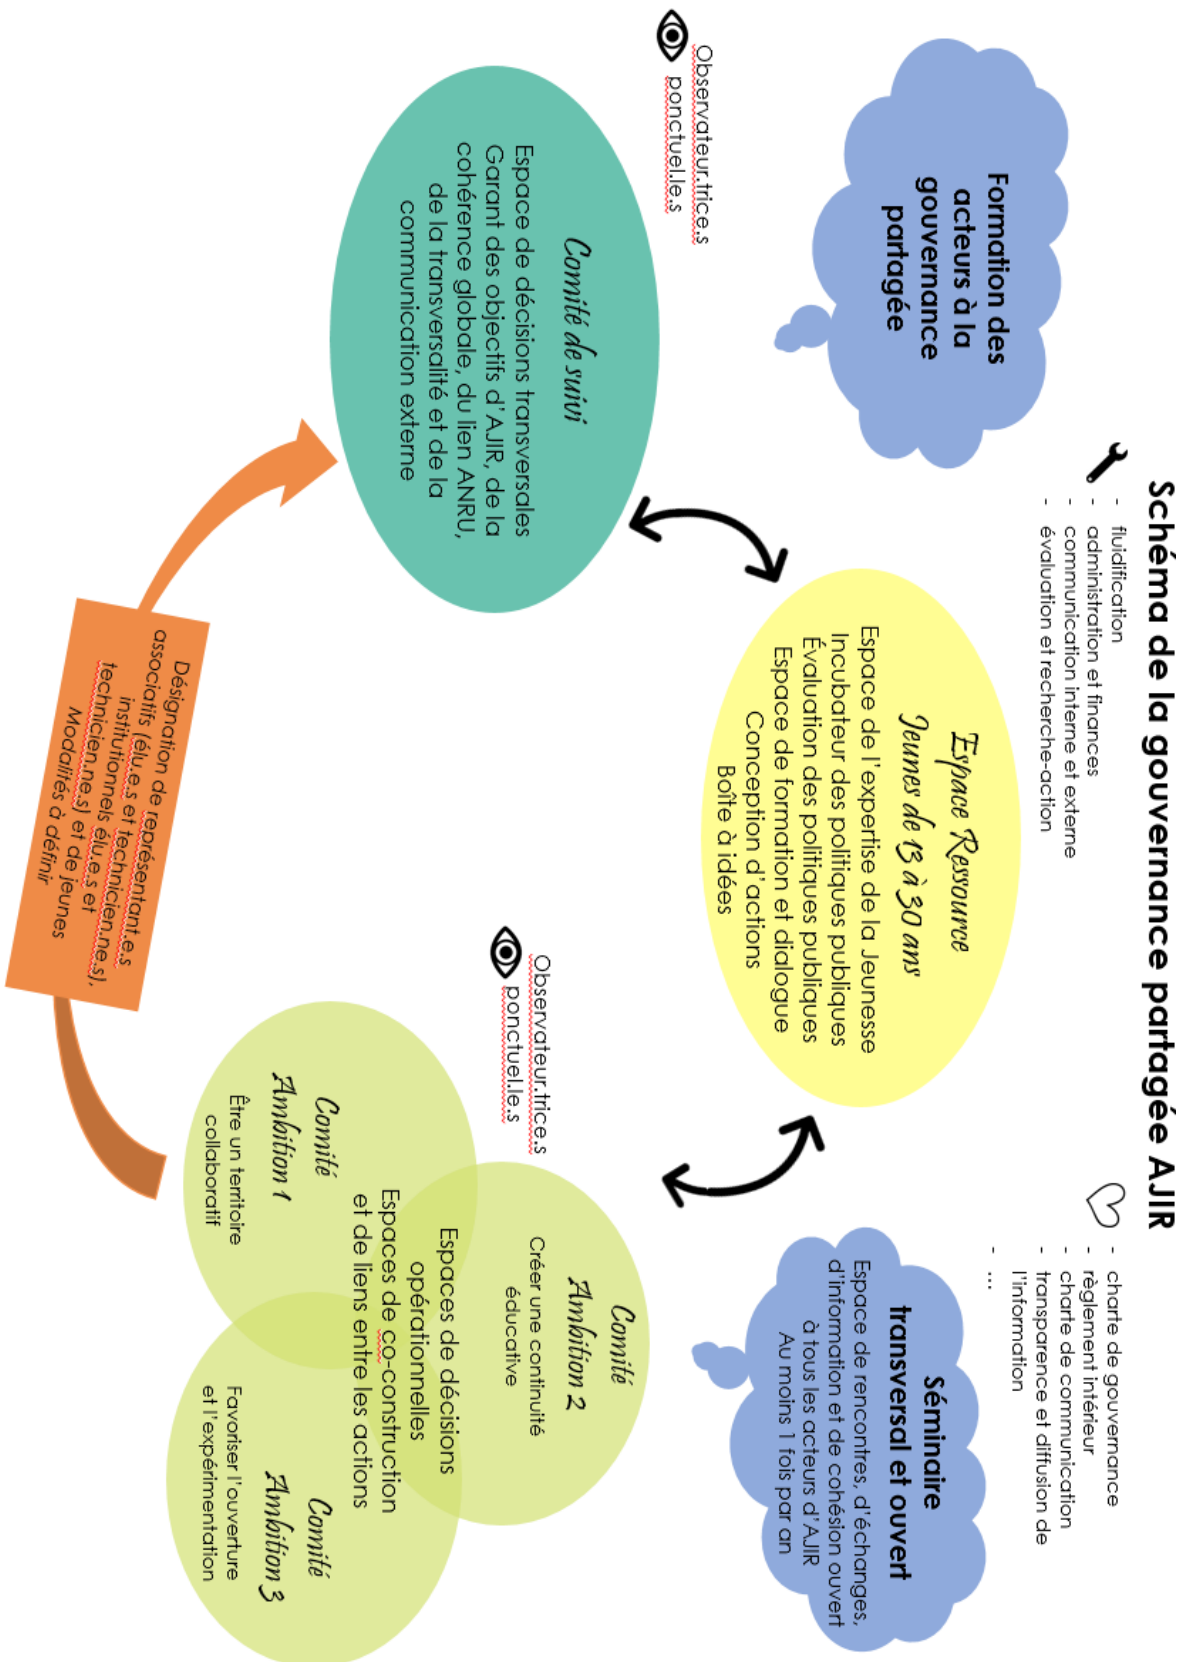 Schéma de la gouvernance partagée AJIR
- fluidification
- administration et finances
- communication interne et externe
- évaluation et recherche-action
- charte de gouvernance
- règlement intérieur
- charte de communication
- transparence et diffusion de
l'information
- ...
Formation des
acteurs à la
gouvernance
partagée
Espace Ressource
Jeunes de 13 à 30 ans
Espace de l'expertise de la Jeunesse
Incubateur des politiques publiques
Évaluation des politiques publiques
Espace de formation et dialogue
Conception d'actions
Boîte à idées
Séminaire
transversal et ouvert
Espace de rencontres, d'échanges,
d'information et de cohésion ouvert
à tous les acteurs d'AJIR
Au moins 1 fois par an
Observateur.trice.s
ponctuel.le.s
Comité de suivi
Espace de décisions transversales
Garant des objectifs d'AJIR, de la
cohérence globale, du lien ANRU,
de la transversalité et de la
communication externe
Observateur.trice.s
ponctuel.le.s
Comité
Ambition 2
Créer une continuité
éducative
Espaces de décisions
opérationnelles
Espaces de co-construction
et de liens entre les actions
Comité
Ambition 1
Être un territoire
collaboratif
Comité
Ambition 3
Favoriser l'ouverture
et l'expérimentation
Désignation de représentant.e.s
associatifs (élu.e.s et technicien.ne.s),
institutionnels élu.e.s et
technicien.ne.s) et de jeunes
Modalités à définir